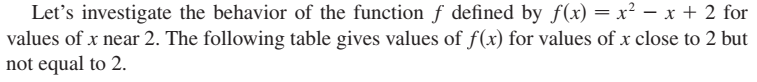 Let's investigate the behavior of the function f defined by f(x) = x² − x + 2 for
values of x near 2. The following table gives values of f(x) for values of x close to 2 but
not equal to 2.